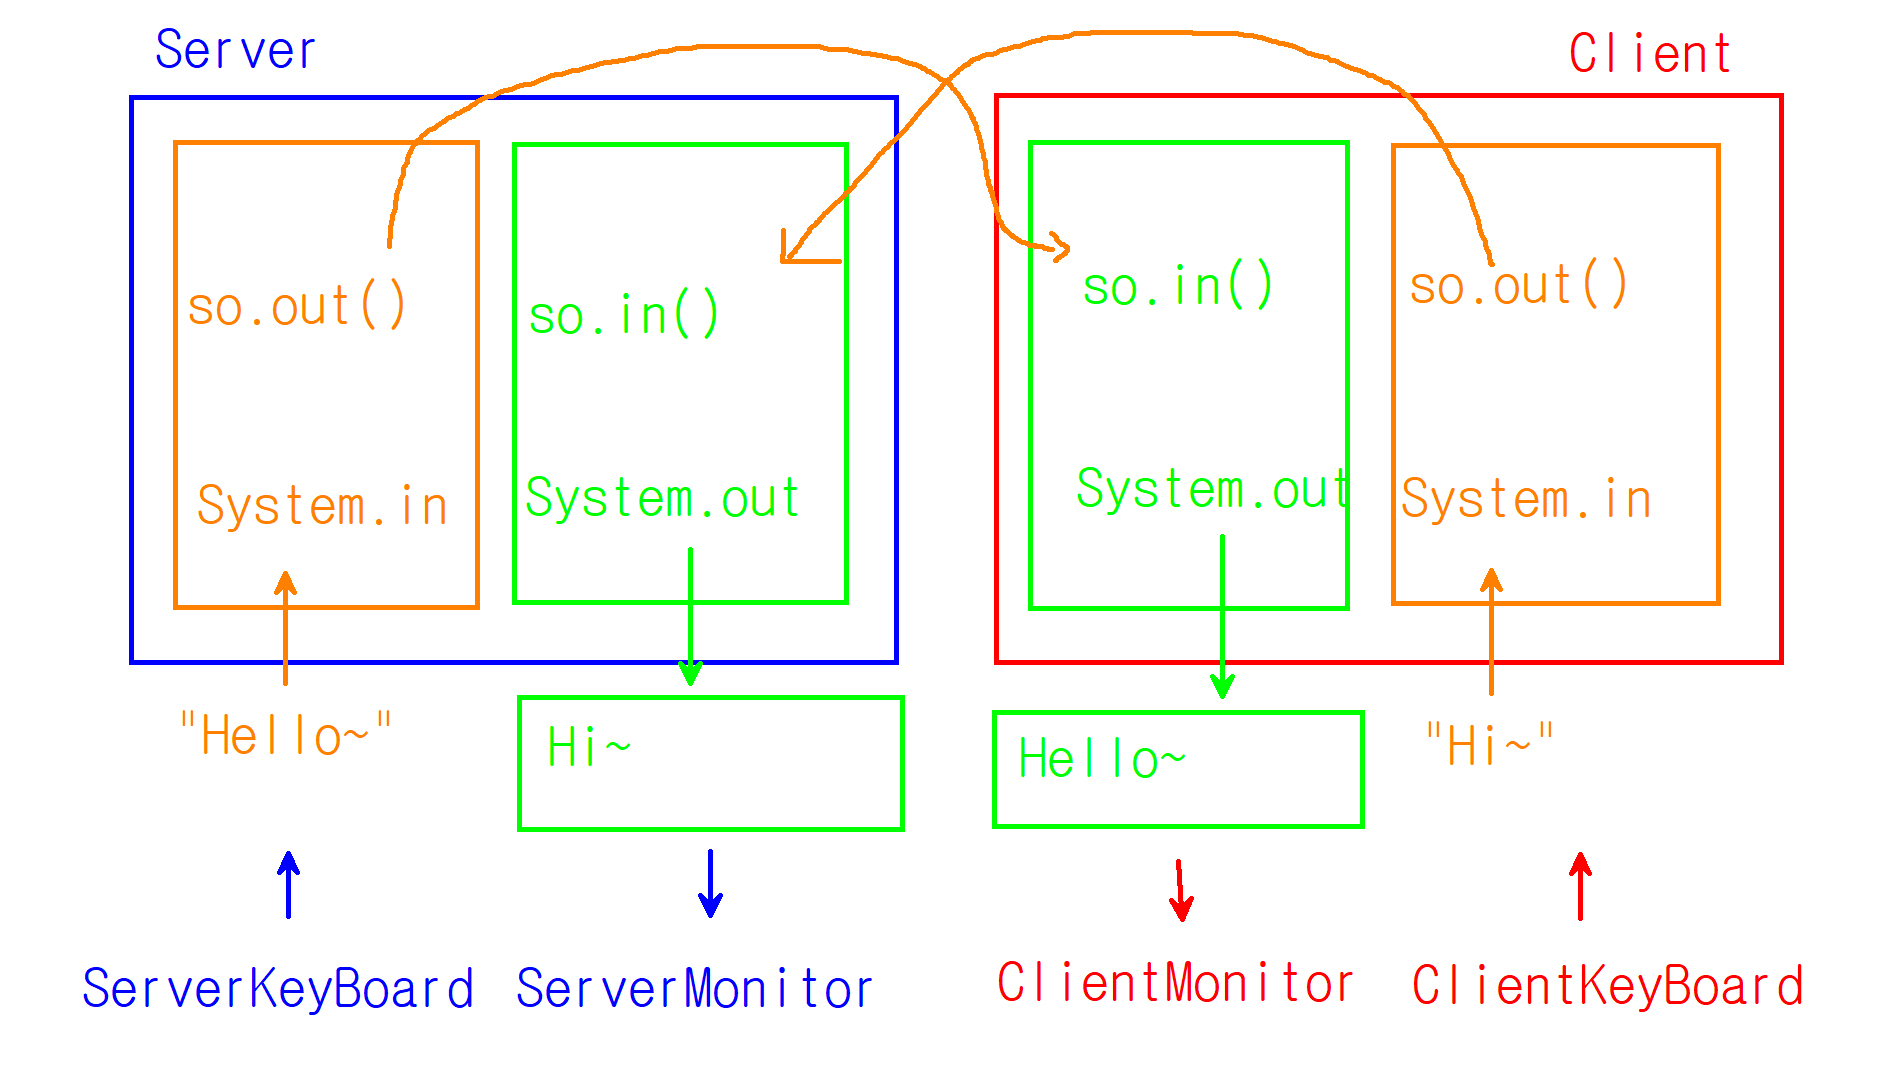 Server
Client
so.out()
so.in()
so.in()
so.out()
System.in
System.out
System.out
System.in
"Hello~"
Hi~
Hello~
"Hi~"
ServerKeyBoard
ServerMonitor
ClientMonitor
ClientKeyBoard